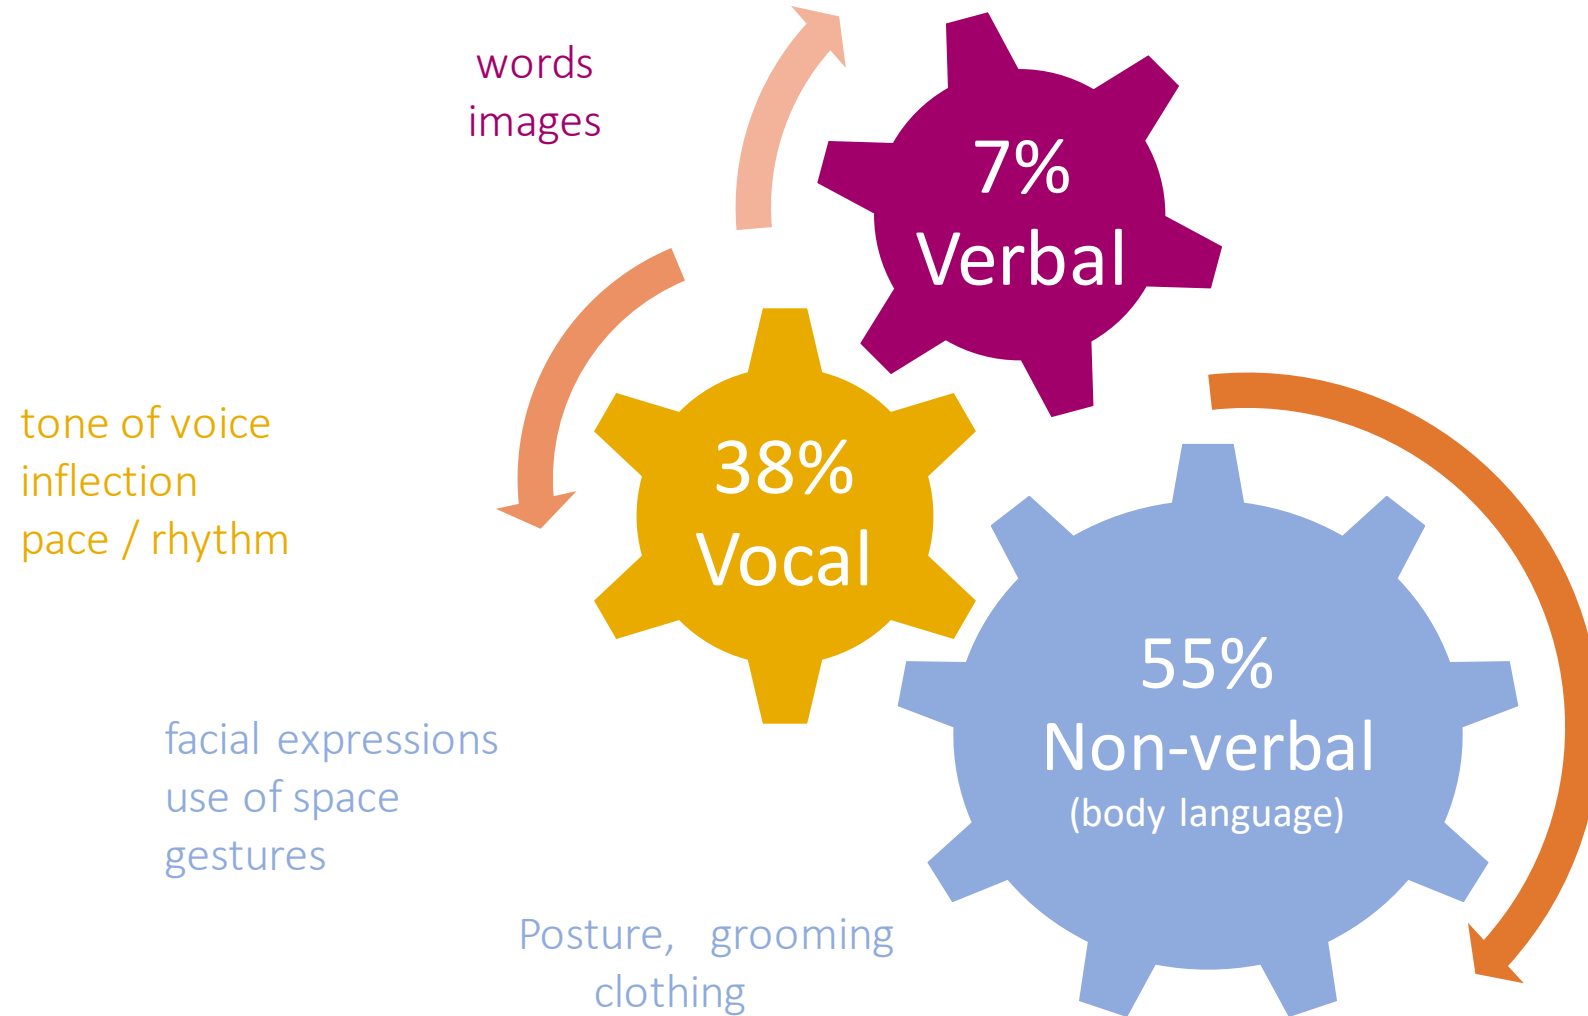 words
images
7%
Verbal
tone of voice
inflection
pace / rhythm
38%
Vocal
facial expressions
use of space
gestures
55%
Non-verbal
(body language)
Posture, grooming
clothing